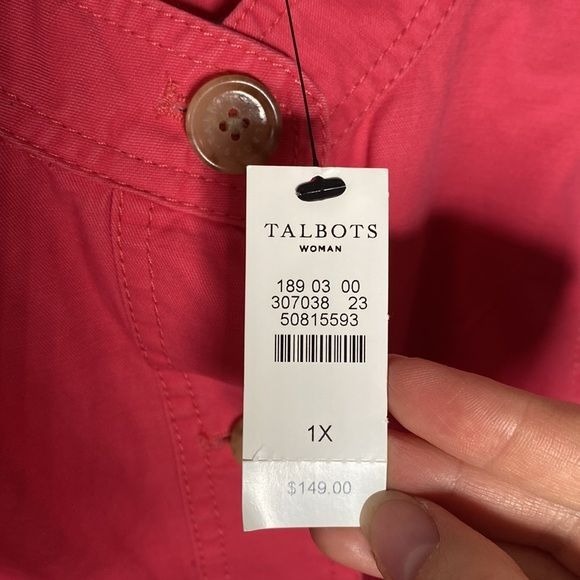 TALBOTS
WOMAN
189 03 00
307038 23
50815593
1X
$149.00